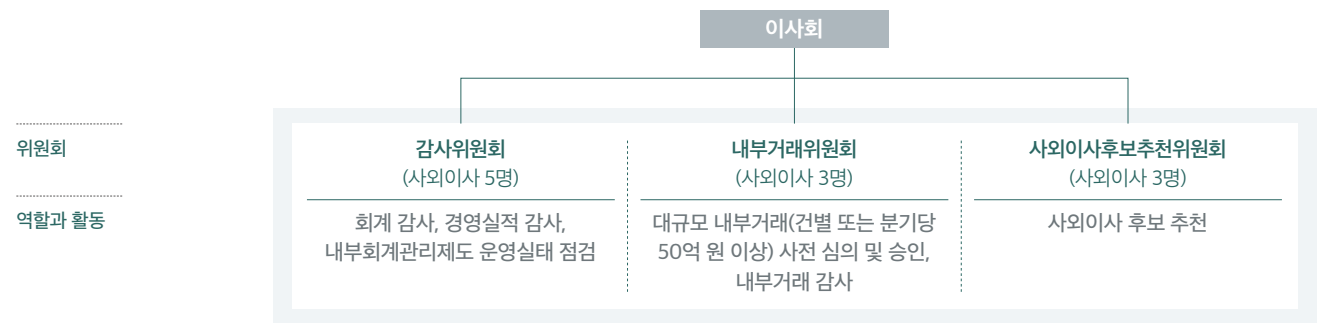 이사회
위원회
감사위원회
(사외이사 5명)
내부거래위원회
(사외이사 3명)
사외이사후보추천위원회
(사외이사 3명)
역할과 활동
회계 감사, 경영실적 감사,
내부회계관리제도 운영실태 점검
대규모 내부거래(건별 또는 분기당
50억 원 이상) 사전 심의 및 승인,
내부거래 감사
사외이사 후보 추천